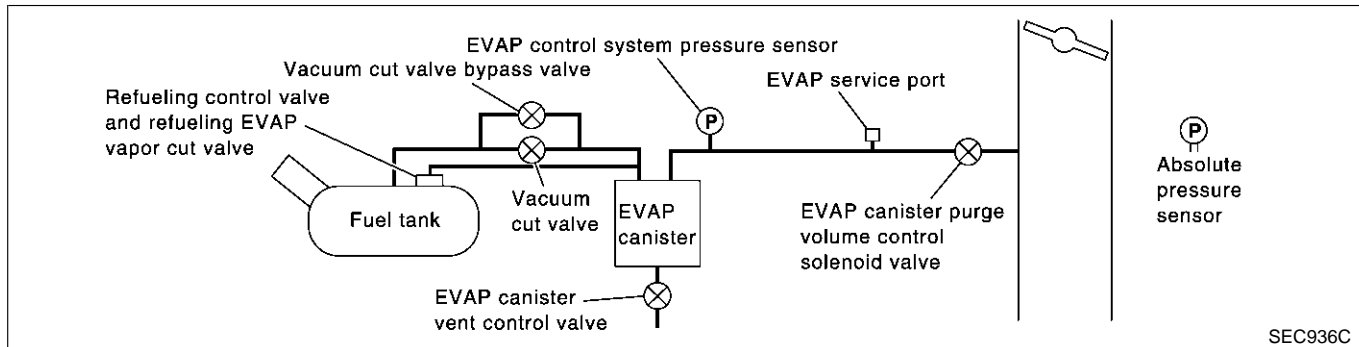 EVAP control system pressure sensor
Vacuum cut valve bypass valve
Refueling control valve
and refueling EVAP
vapor cut valve
EVAP service port
P
P
Absolute
pressure
sensor
Fuel tank
Vacuum
cut valve
EVAP
canister
EVAP canister purge
volume control
solenoid valve
EVAP canister
vent control valve
SEC936C